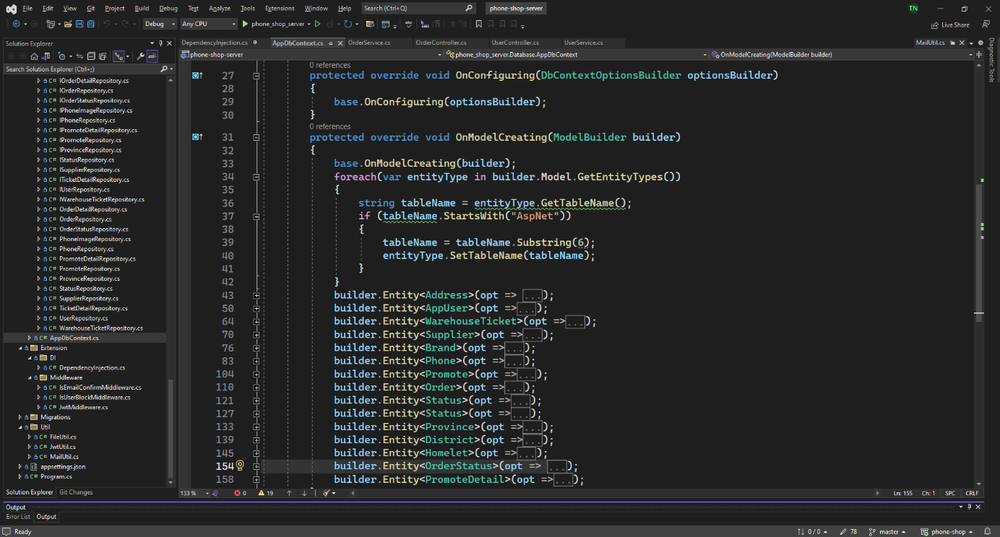 File Edit View Git Project Build Debug Test Analyze Tools Extensions Window Help Search (Ctrl+Q) phone-shop-server TN
Debug Any CPU phone_shop_server Live Share
Solution Explorer
Search Solution Explorer (Ctrl+;)
C# IOrderDetailRepository.cs
C# IOrderRepository.cs
C# IOrderStatusRepository.cs
C# IPhoneImageRepository.cs
C# IPhoneRepository.cs
C# IPromoteDetailRepository.cs
C# IPromoteRepository.cs
C# IProvinceRepository.cs
C# IStatusRepository.cs
C# ISupplierRepository.cs
C# ITicketDetailRepository.cs
C# IUserRepository.cs
C# IWarehouseTicketRepository.cs
C# OrderDetailRepository.cs
C# OrderRepository.cs
C# OrderStatusRepository.cs
C# PhoneImageRepository.cs
C# PhoneRepository.cs
C# PromoteDetailRepository.cs
C# PromoteRepository.cs
C# ProvinceRepository.cs
C# StatusRepository.cs
C# SupplierRepository.cs
C# TicketDetailRepository.cs
C# UserRepository.cs
C# WarehouseTicketRepository.cs
C# AppDbContext.cs
Extension
DI
C# DependencyInjection.cs
Middleware
C# IsEmailConfirmMiddleware.cs
C# IsUserBlockMiddleware.cs
C# JwtMiddleware.cs
Migrations
Util
C# FileUtil.cs
C# JwtUtil.cs
C# MailUtil.cs
appsettings.json
C# Program.cs
Solution Explorer Git Changes
DependencyInjection.cs AppDbContext.cs OrderService.cs OrderController.cs UserController.cs UserService.cs MailUtil.cs
phone-shop-server phone_shop_server.Database.AppDbContext OnModelCreating(ModelBuilder builder)
0 references
27 protected override void OnConfiguring(DbContextOptionsBuilder optionsBuilder)
28 {
29 base.OnConfiguring(optionsBuilder);
30 }
0 references
31 protected override void OnModelCreating(ModelBuilder builder)
32 {
33 base.OnModelCreating(builder);
34 foreach(var entityType in builder.Model.GetEntityTypes())
35 {
36 string tableName = entityType.GetTableName();
37 if (tableName.StartsWith("AspNet"))
38 {
39 tableName = tableName.Substring(6);
40 entityType.SetTableName(tableName);
41 }
42 }
43 builder.Entity<Address>(opt => ...);
50 builder.Entity<AppUser>(opt =>...);
64 builder.Entity<WarehouseTicket>(opt =>...);
70 builder.Entity<Supplier>(opt =>...);
76 builder.Entity<Brand>(opt =>...);
83 builder.Entity<Phone>(opt =>...);
104 builder.Entity<Promote>(opt =>...);
110 builder.Entity<Order>(opt =>...);
121 builder.Entity<Status>(opt =>...);
127 builder.Entity<Status>(opt =>...);
133 builder.Entity<Province>(opt =>...);
139 builder.Entity<District>(opt =>...);
145 builder.Entity<Homelet>(opt =>...);
154 builder.Entity<OrderStatus>(opt => ...);
158 builder.Entity<PromoteDetail>(opt =>...);
133 % 0 19 Ln: 155 Ch: 1 SPC CRLF
Diagnostic Tools
Output
Error List Output
Ready 0 / 0 78 master phone-shop